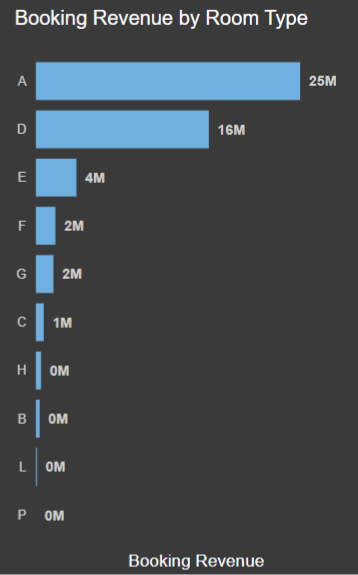 Booking Revenue by Room Type
A 25M
D 16M
E 4M
F 2M
G 2M
C 1M
H 0M
B 0M
L 0M
P 0M
Booking Revenue